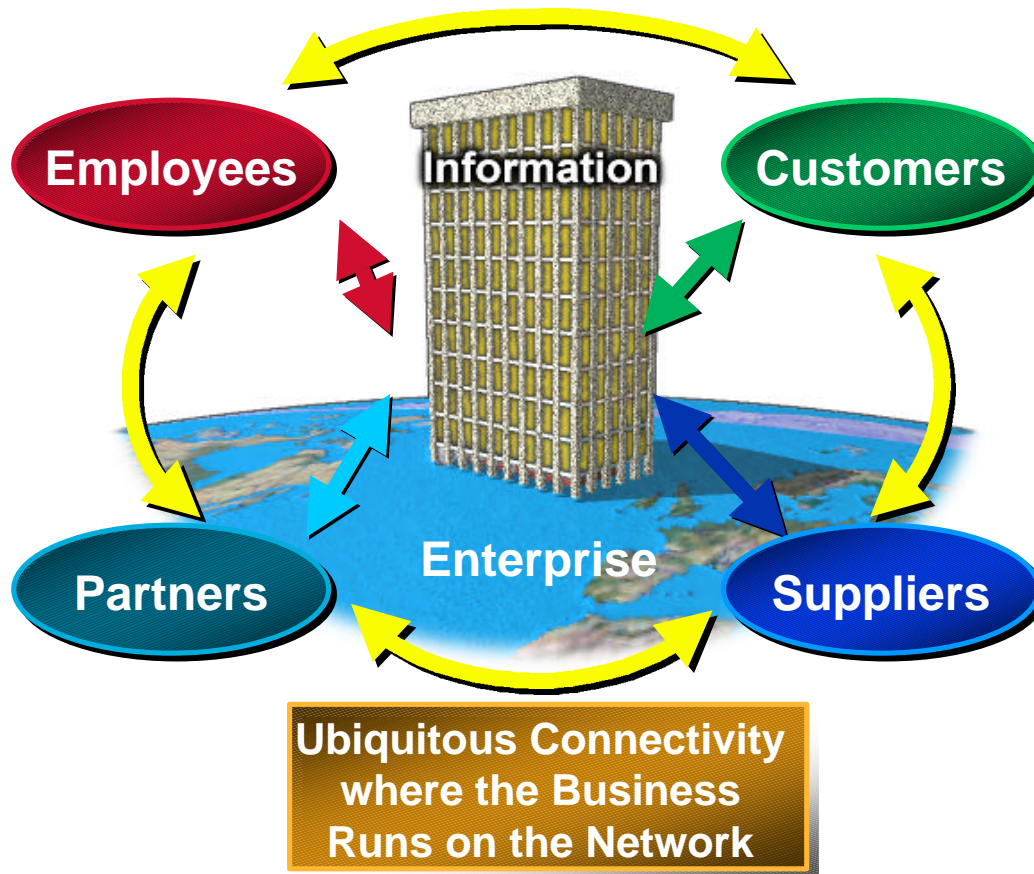 Employees
Information
Customers
Enterprise
Partners
Suppliers
Ubiquitous Connectivity
where the Business
Runs on the Network